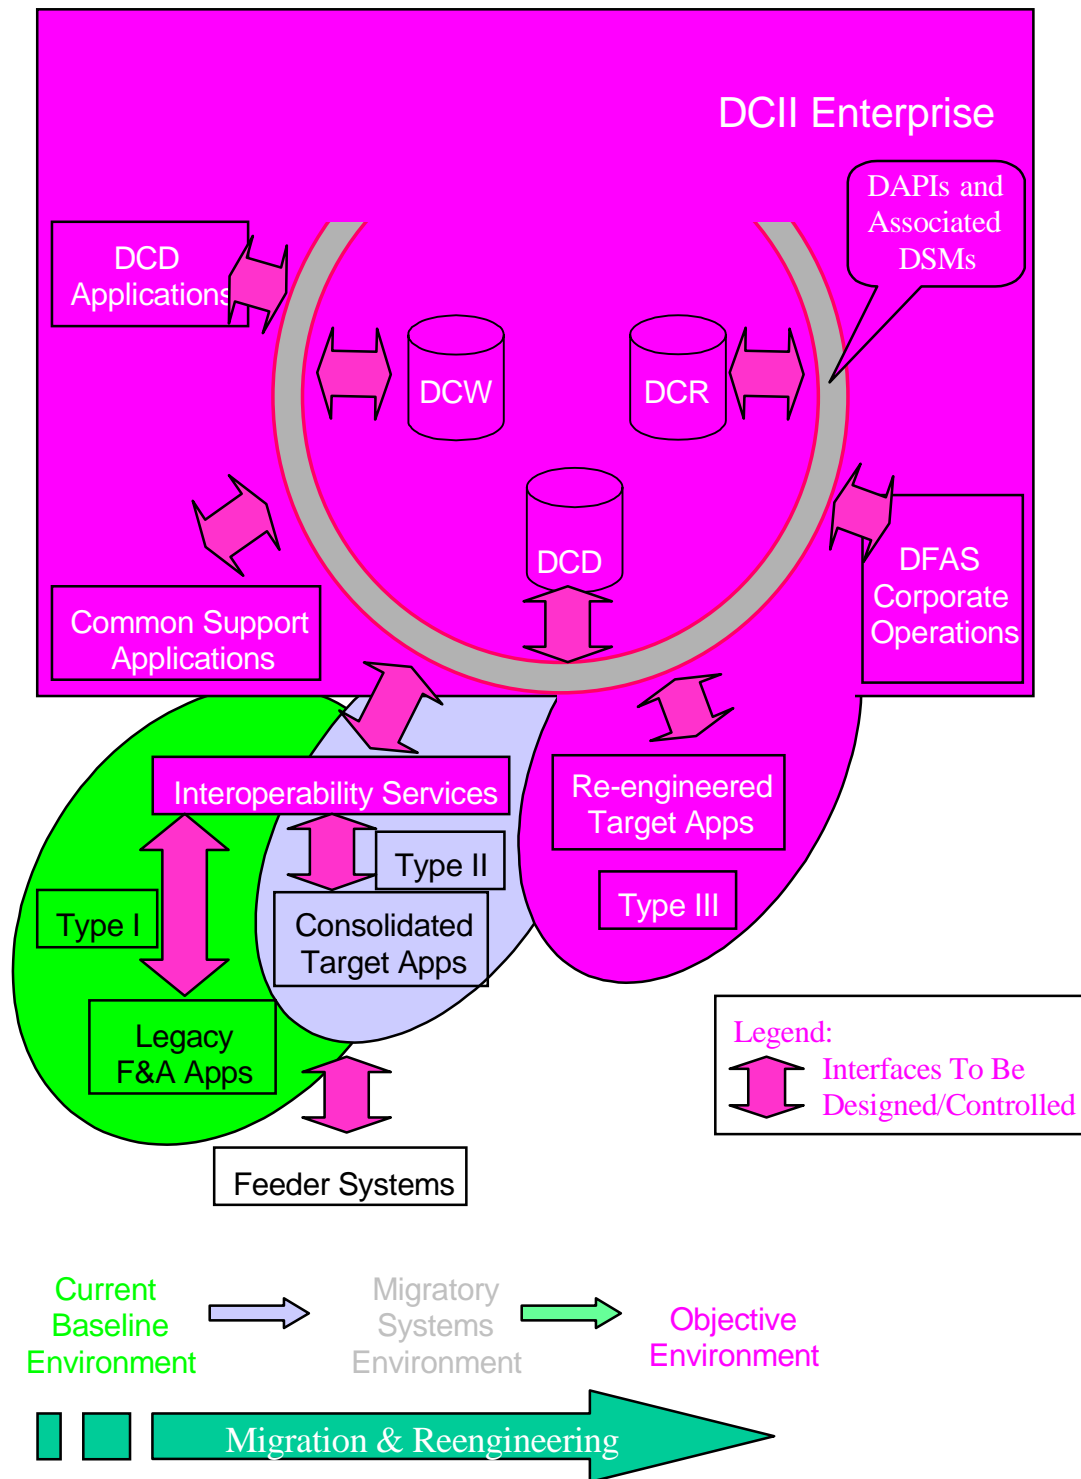 DCII Enterprise
DAPIs and
Associated
DSMs
DCD
Applications
DCW
DCR
DCD
DFAS
Corporate
Operations
Common Support
Applications
Interoperability Services
Re-engineered
Target Apps
Type II
Type III
Type I
Consolidated
Target Apps
Legacy
F&A Apps
Legend:
Interfaces To Be
Designed/Controlled
Feeder Systems
Current
Baseline
Environment
Migratory
Systems
Environment
Objective
Environment
Migration & Reengineering